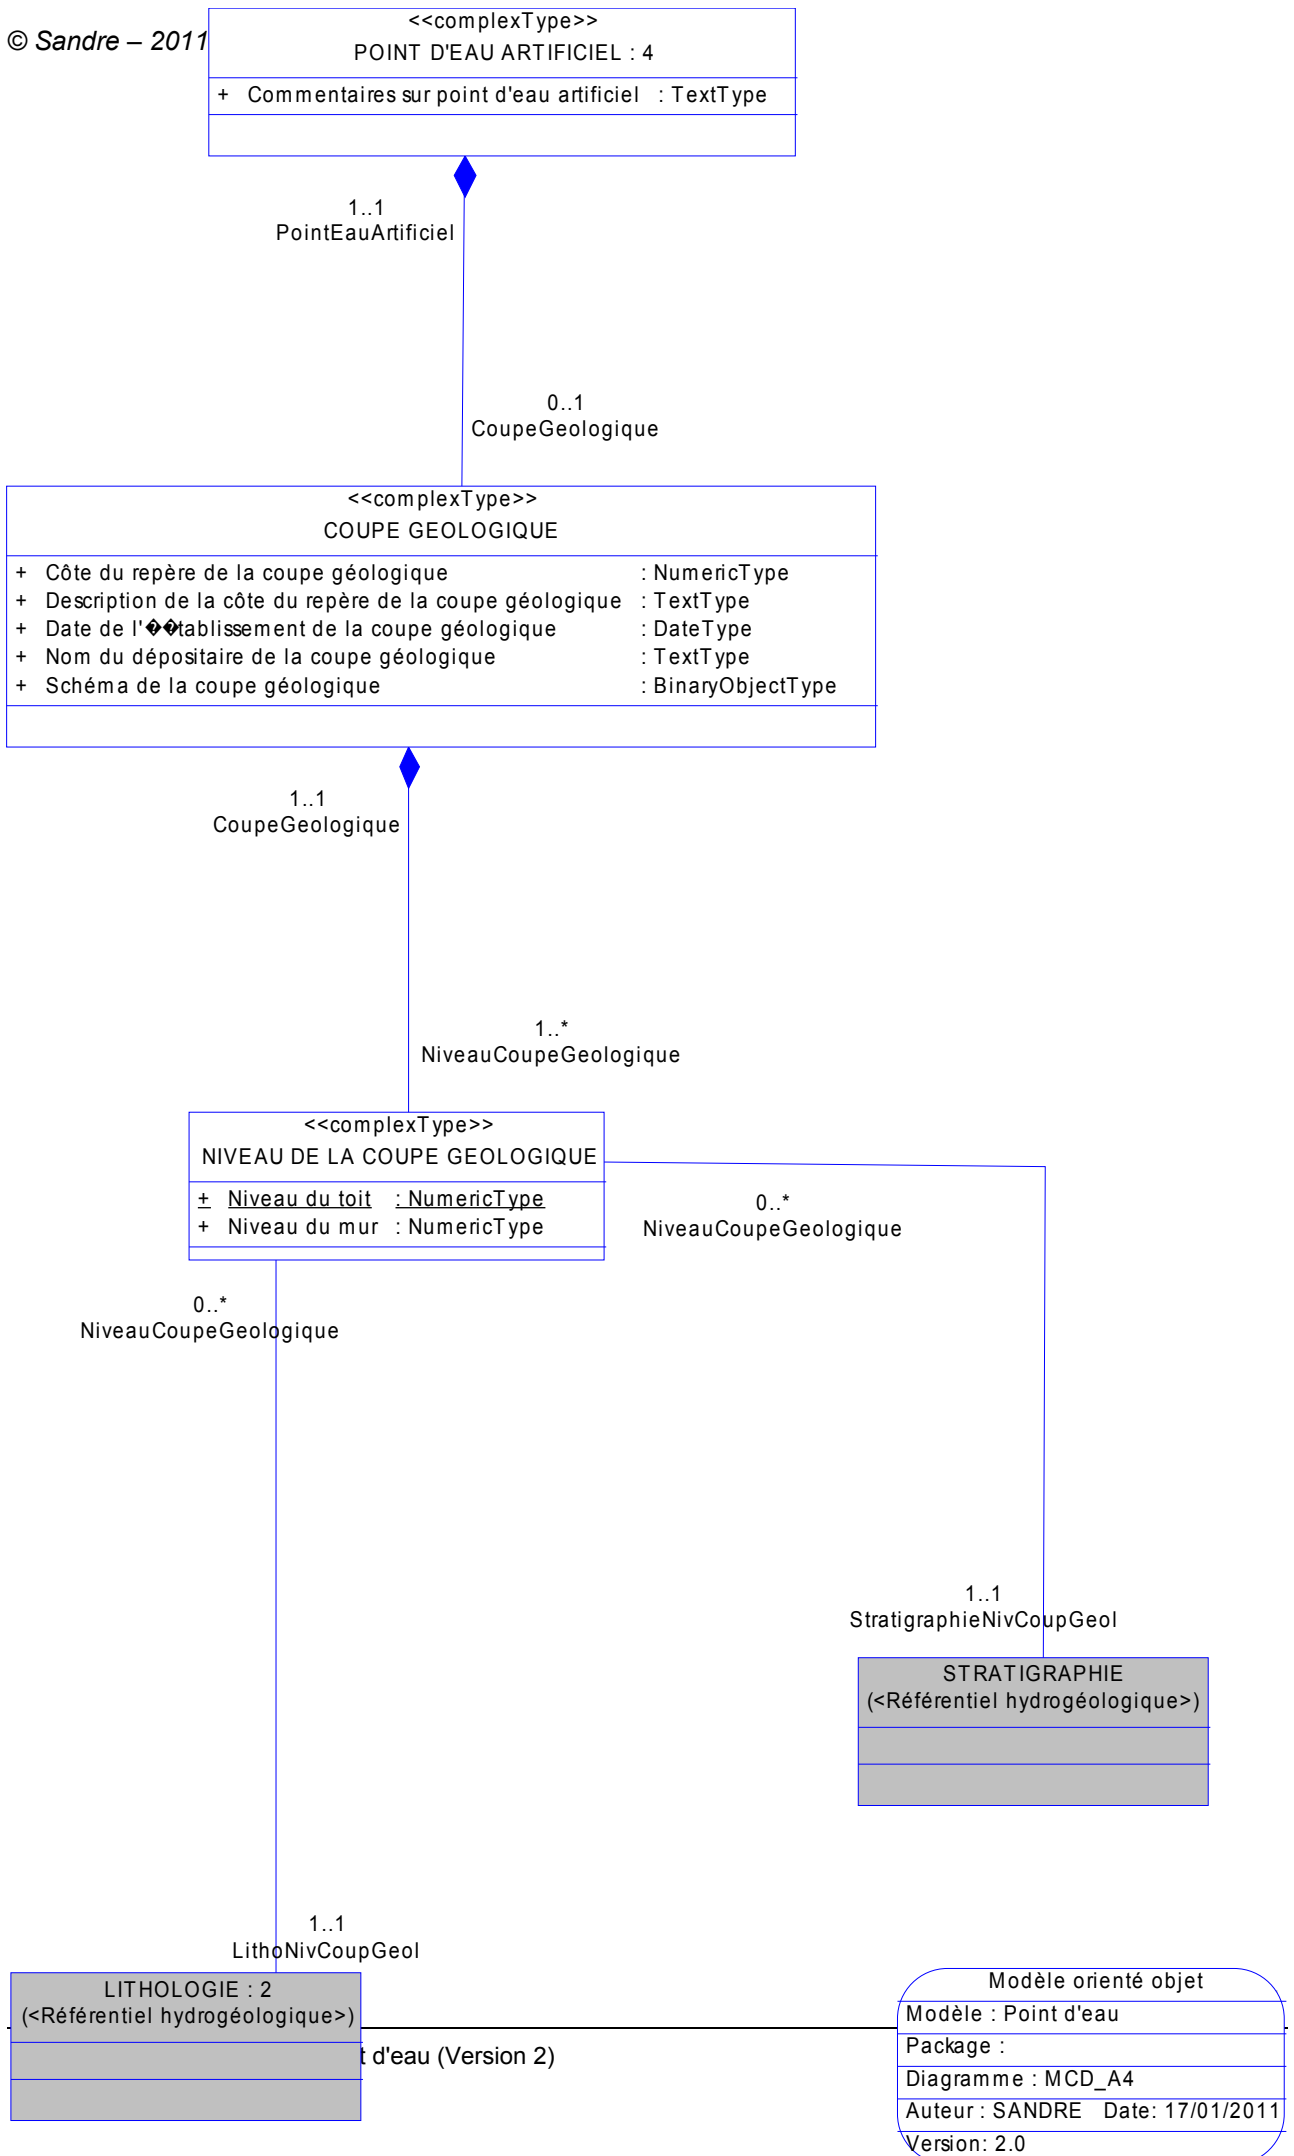 © Sandre – 2011
<<complexType>>
POINT D'EAU ARTIFICIEL : 4
+ Commentaires sur point d'eau artificiel : TextType
1..1
PointEauArtificiel
0..1
CoupeGeologique
<<complexType>>
COUPE GEOLOGIQUE
+ Côte du repère de la coupe géologique : NumericType
+ Description de la côte du repère de la coupe géologique : TextType
+ Date de l'��tablissement de la coupe géologique : DateType
+ Nom du dépositaire de la coupe géologique : TextType
+ Schéma de la coupe géologique : BinaryObjectType
1..1
CoupeGeologique
1..*
NiveauCoupeGeologique
<<complexType>>
NIVEAU DE LA COUPE GEOLOGIQUE
+ Niveau du toit : NumericType
+ Niveau du mur : NumericType
0..*
NiveauCoupeGeologique
0..*
NiveauCoupeGeologique
1..1
StratigraphieNivCoupGeol
STRATIGRAPHIE
(<Référentiel hydrogéologique>)
1..1
LithoNivCoupGeol
LITHOLOGIE : 2
(<Référentiel hydrogéologique>)
t d'eau (Version 2)
Modèle orienté objet
Modèle : Point d'eau
Package :
Diagramme : MCD_A4
Auteur : SANDRE Date: 17/01/2011
Version: 2.0